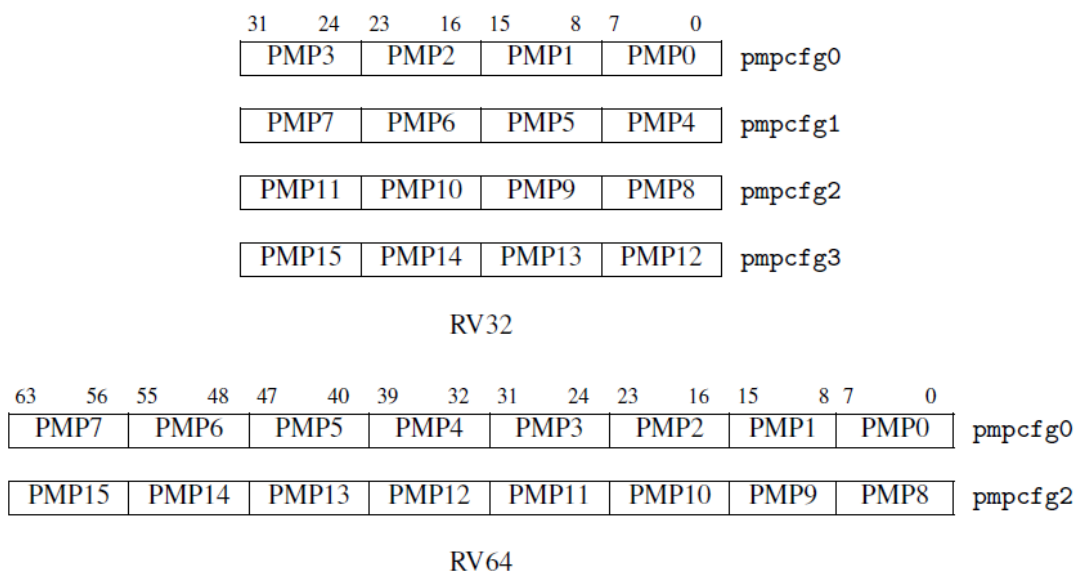 31 24 23 16 15 8 7 0
PMP3 PMP2 PMP1 PMP0 pmpcfg0
PMP7 PMP6 PMP5 PMP4 pmpcfg1
PMP11 PMP10 PMP9 PMP8 pmpcfg2
PMP15 PMP14 PMP13 PMP12 pmpcfg3
RV32
63 56 55 48 47 40 39 32 31 24 23 16 15 8 7 0
PMP7 PMP6 PMP5 PMP4 PMP3 PMP2 PMP1 PMP0 pmpcfg0
PMP15 PMP14 PMP13 PMP12 PMP11 PMP10 PMP9 PMP8 pmpcfg2
RV64